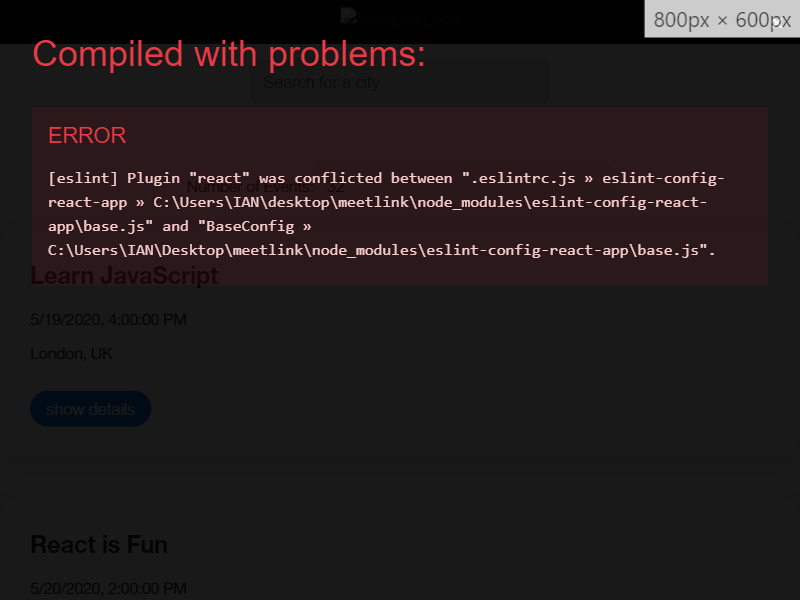 800px × 600px
Compiled with problems:
Search for a city
ERROR
[eslint] Plugin "react" was conflicted between ".eslintrc.js » eslint-config-
react-app » C:\Users\IAN\desktop\meetlink\node_modules\eslint-config-react-
app\base.js" and "BaseConfig »
C:\Users\IAN\Desktop\meetlink\node_modules\eslint-config-react-app\base.js".
Number of Events: 32
Learn JavaScript
5/19/2020, 4:00:00 PM
London, UK
show details
React is Fun
5/20/2020, 2:00:00 PM